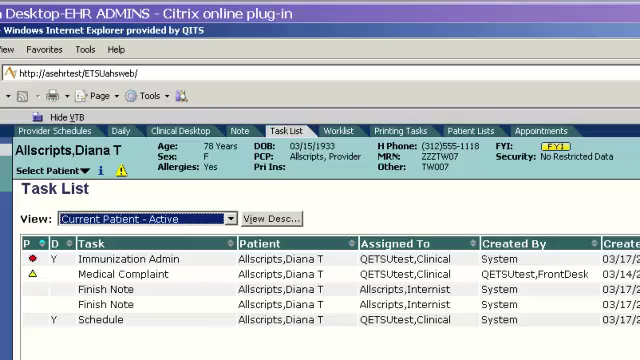 Desktop-EHR ADMINS - Citrix online plug-in
- Windows Internet Explorer provided by QITS
View Favorites Tools Help
http://asehrtest/ETSUahsweb/
Page Tools
Hide VTB
Provider Schedules Daily Clinical Desktop Note Task List Worklist Printing Tasks Patient Lists Appointments
Allscripts,Diana T Age: 78 Years DOB: 03/15/1933 H Phone: (312)555-1118 FYI: FYI
Sex: F PCP: Allscripts, Provider MRN: ZZZTW07 Security: No Restricted Data
Select Patient i Allergies: Yes Pri Ins: Other: TW007
Task List
View: Current Patient - Active View Desc...
P D Task Patient Assigned To Created By Create
Y Immunization Admin Allscripts,Diana T QETSUtest,Clinical System 03/17/2
Medical Complaint Allscripts,Diana T QETSUtest,Clinical QETSUtest,FrontDesk 03/14/2
Finish Note Allscripts,Diana T Allscripts,Internist System 03/17/2
Finish Note Allscripts,Diana T Allscripts,Internist System 03/17/2
Y Schedule Allscripts,Diana T QETSUtest,Clinical System 03/17/2